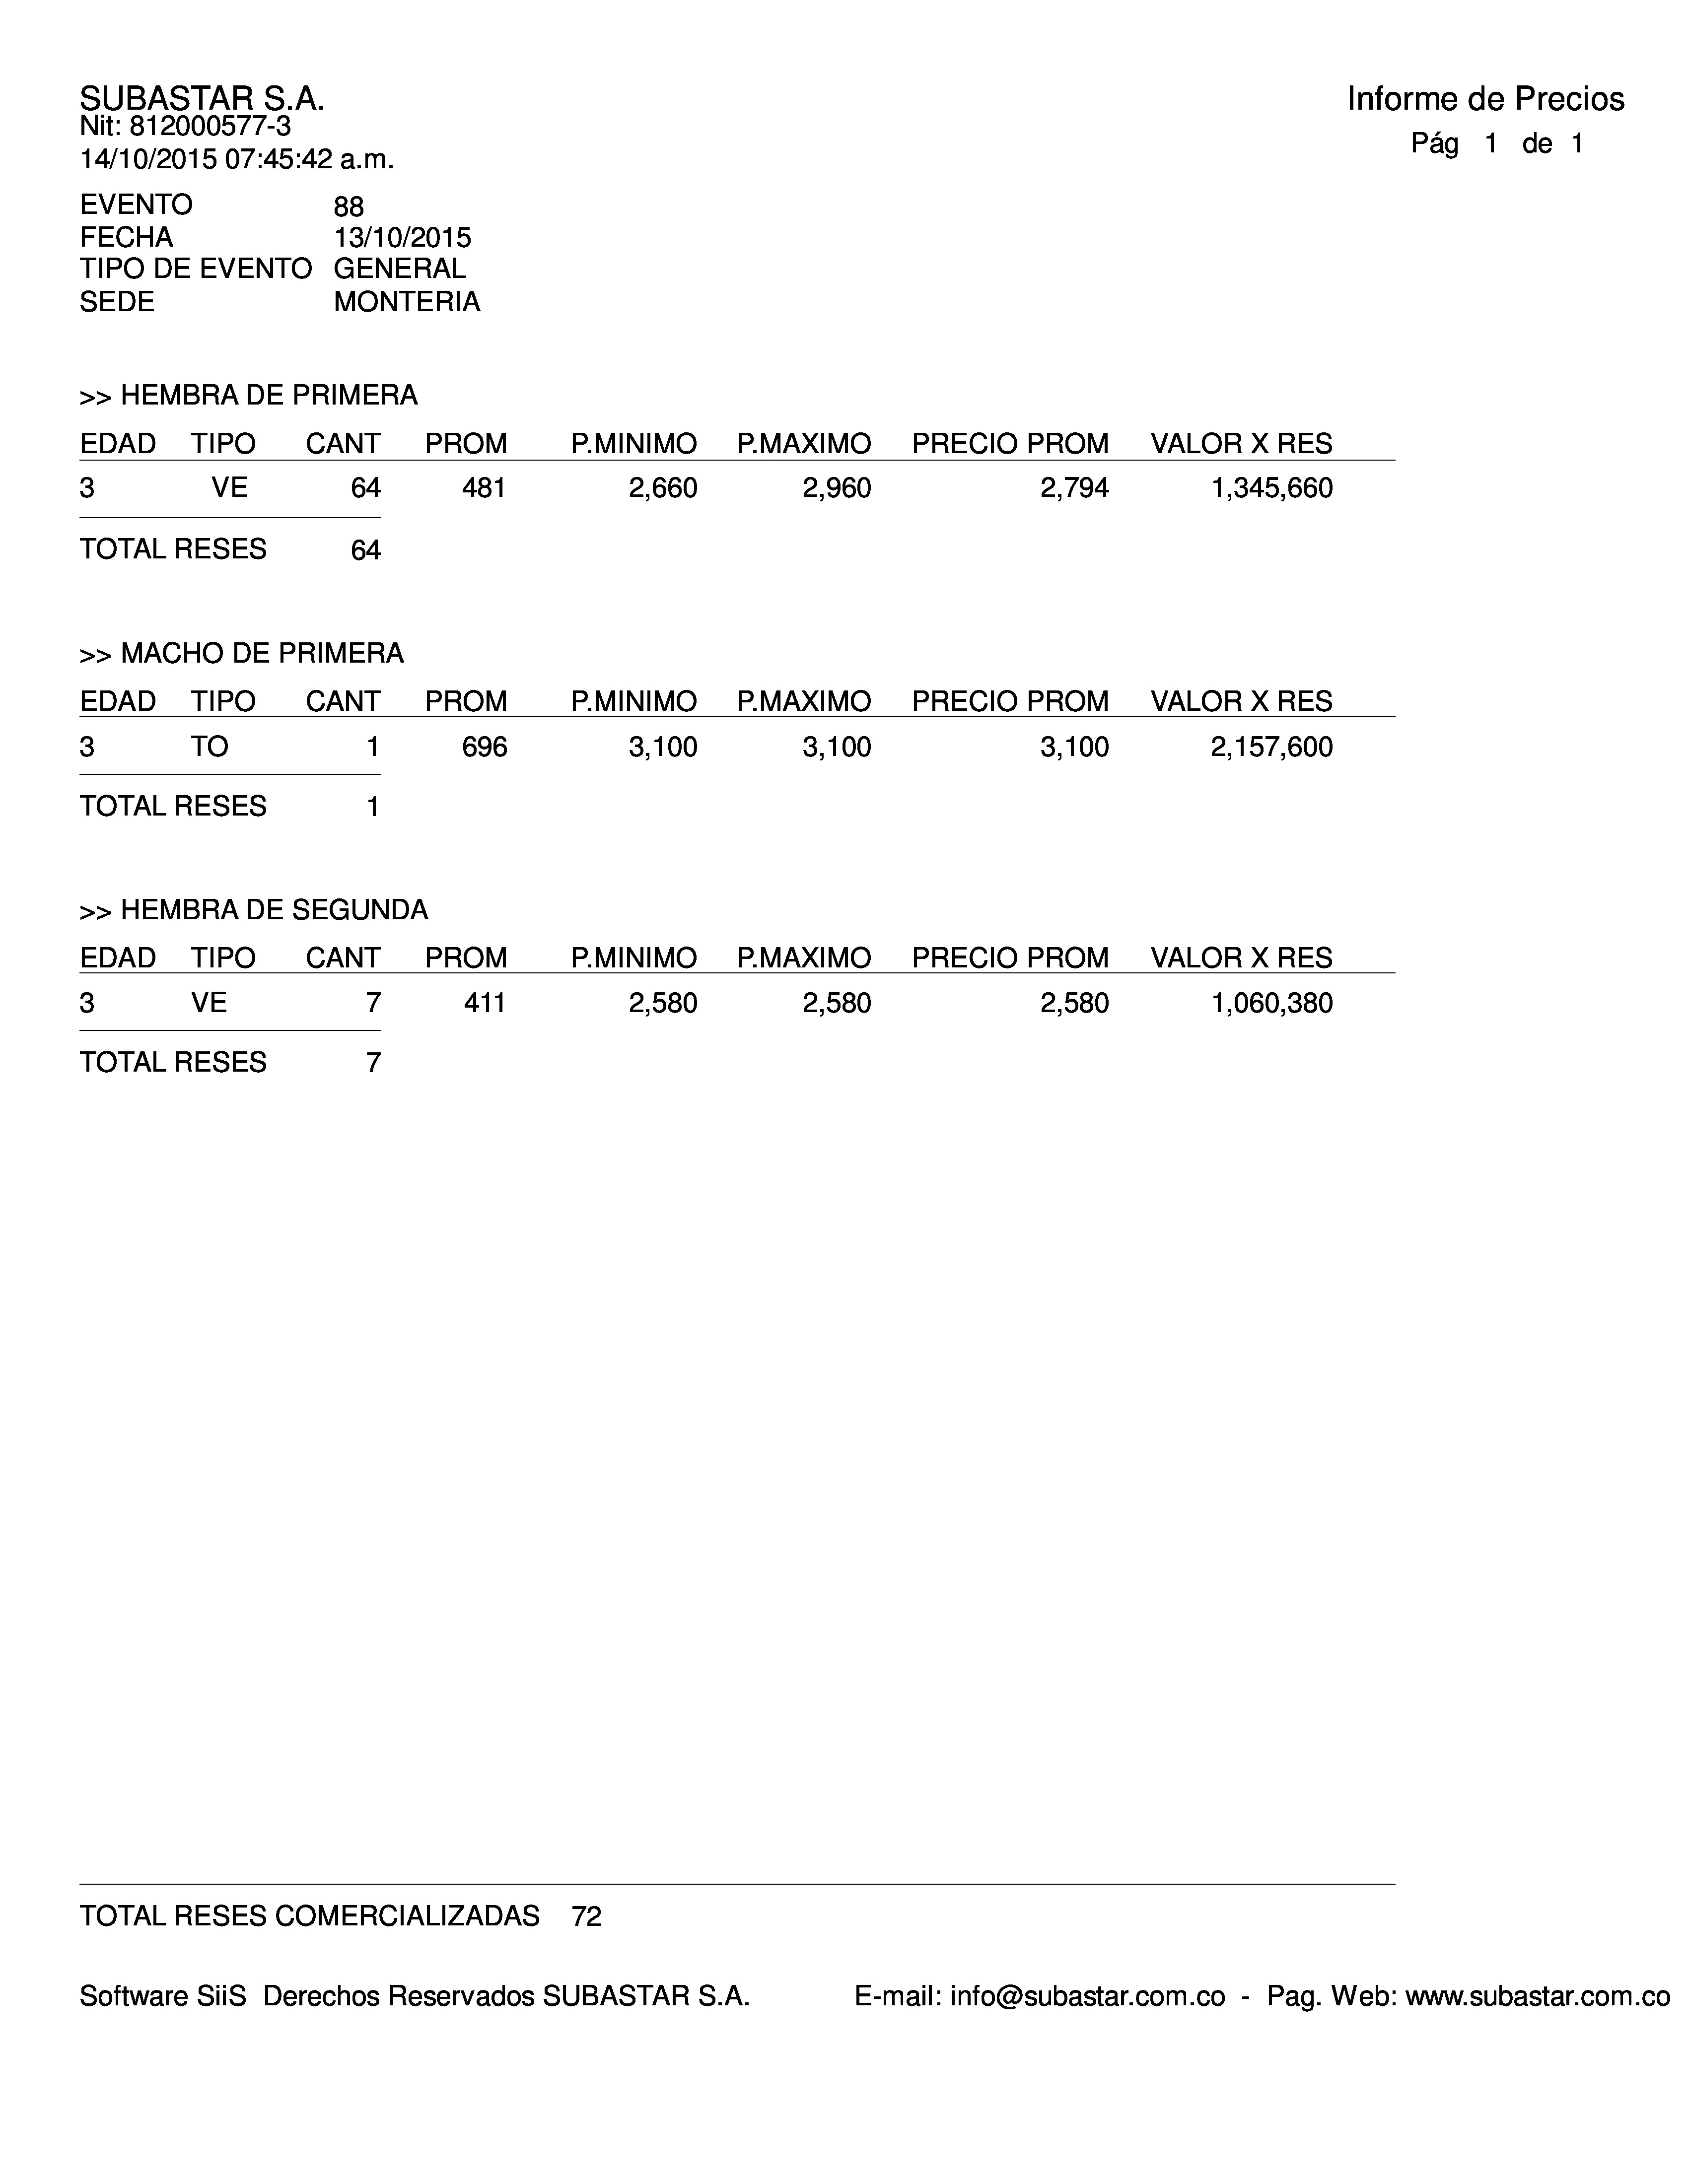 SUBASTAR S.A.
Informe de Precios
Nit: 812000577-3
Pág 1 de 1
14/10/2015 07:45:42 a.m.
EVENTO 88
FECHA 13/10/2015
TIPO DE EVENTO GENERAL
SEDE MONTERIA
>> HEMBRA DE PRIMERA
EDAD TIPO CANT PROM P.MINIMO P.MAXIMO PRECIO PROM VALOR X RES
3 VE 64 481 2,660 2,960 2,794 1,345,660
TOTAL RESES 64
>> MACHO DE PRIMERA
EDAD TIPO CANT PROM P.MINIMO P.MAXIMO PRECIO PROM VALOR X RES
3 TO 1 696 3,100 3,100 3,100 2,157,600
TOTAL RESES 1
>> HEMBRA DE SEGUNDA
EDAD TIPO CANT PROM P.MINIMO P.MAXIMO PRECIO PROM VALOR X RES
3 VE 7 411 2,580 2,580 2,580 1,060,380
TOTAL RESES 7
TOTAL RESES COMERCIALIZADAS 72
Software SiiS Derechos Reservados SUBASTAR S.A. E-mail: info@subastar.com.co - Pag. Web: www.subastar.com.co